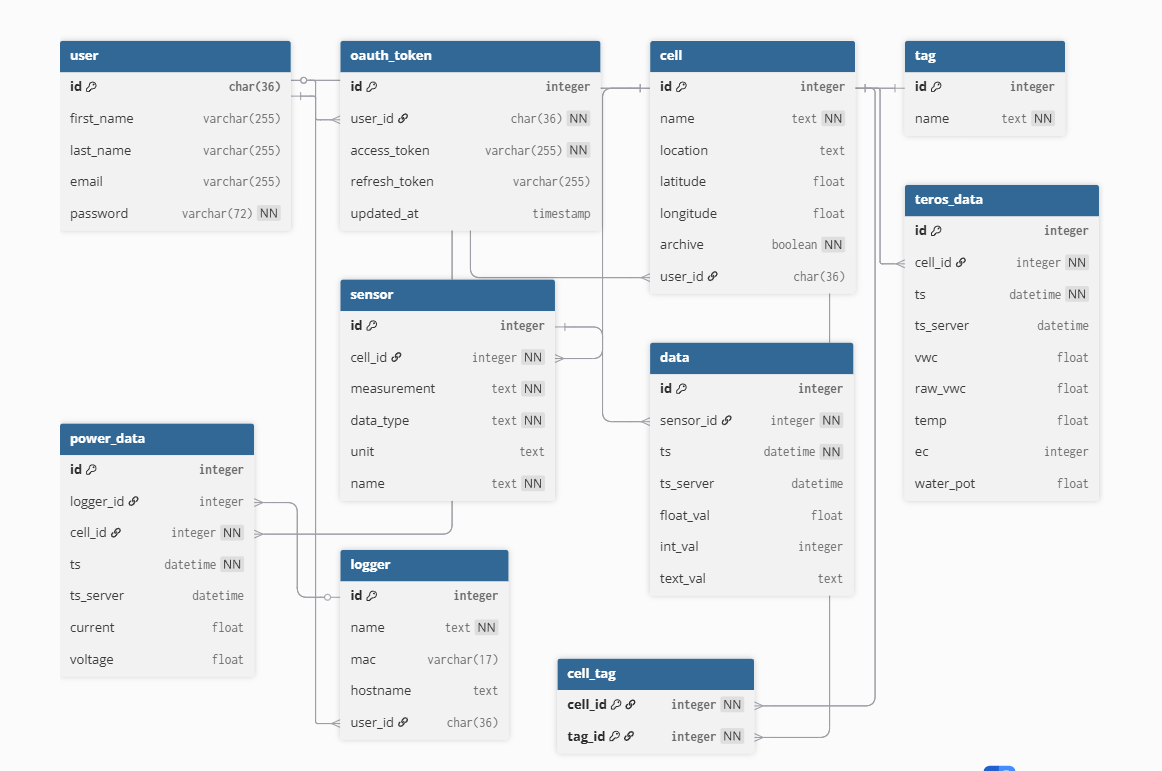 user
id char(36)
first_name varchar(255)
last_name varchar(255)
email varchar(255)
password varchar(72) NN
oauth_token
id integer
user_id char(36) NN
access_token varchar(255) NN
refresh_token varchar(255)
updated_at timestamp
cell
id integer
name text NN
location text
latitude float
longitude float
archive boolean NN
user_id char(36)
tag
id integer
name text NN
teros_data
id integer
cell_id integer NN
ts datetime NN
ts_server datetime
vwc float
raw_vwc float
temp float
ec integer
water_pot float
sensor
id integer
cell_id integer NN
measurement text NN
data_type text NN
unit text
name text NN
data
id integer
sensor_id integer NN
ts datetime NN
ts_server datetime
float_val float
int_val integer
text_val text
power_data
id integer
logger_id integer
cell_id integer NN
ts datetime NN
ts_server datetime
current float
voltage float
logger
id integer
name text NN
mac varchar(17)
hostname text
user_id char(36)
cell_tag
cell_id integer NN
tag_id integer NN